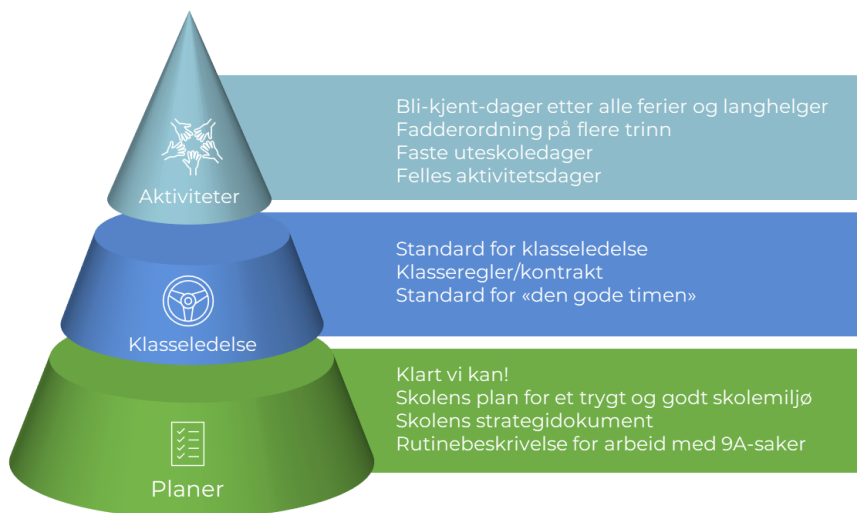 Bli-kjent-dager etter alle ferier og langhelger
Fadderordning på flere trinn
Faste uteskoledager
Felles aktivitetsdager
Aktiviteter
Standard for klasseledelse
Klasseregler/kontrakt
Standard for «den gode timen»
Klasseledelse
Klart vi kan!
Skolens plan for et trygt og godt skolemiljø
Skolens strategidokument
Rutinebeskrivelse for arbeid med 9A-saker
Planer